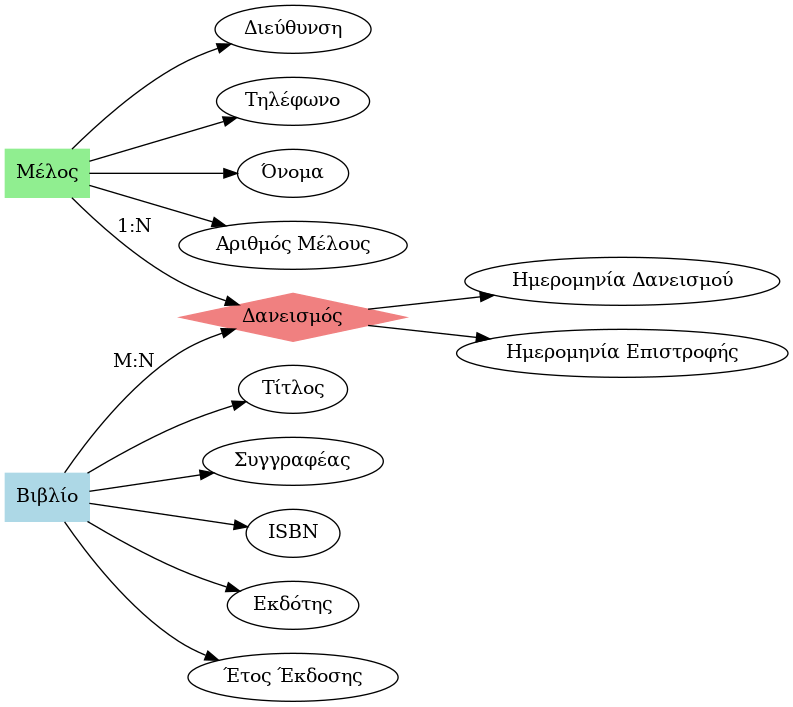 Διεύθυνση
Τηλέφωνο
Μέλος
Όνομα
1:N
Αριθμός Μέλους
Ημερομηνία Δανεισμού
Δανεισμός
Ημερομηνία Επιστροφής
M:N
Τίτλος
Συγγραφέας
Βιβλίο
ISBN
Εκδότης
Έτος Έκδοσης